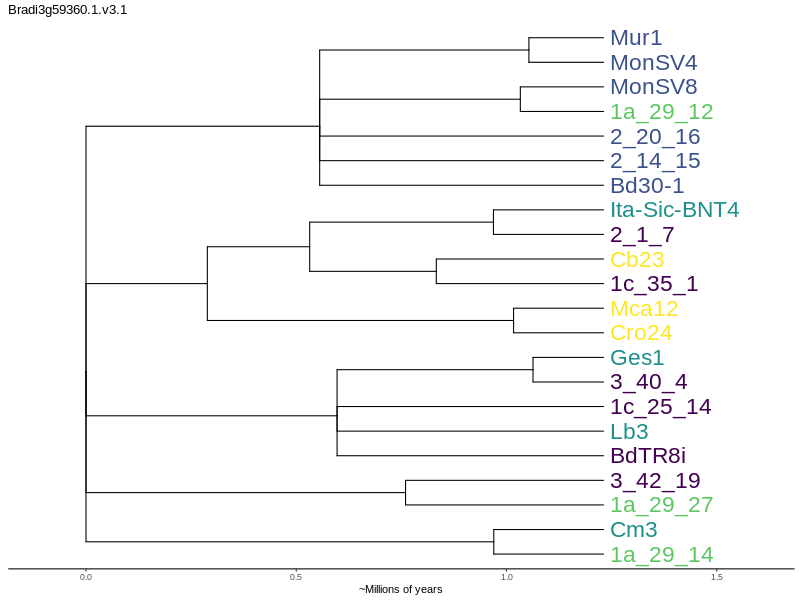 Bradi3g59360.1.v3.1
Mur1
MonSV4
MonSV8
1a_29_12
2_20_16
2_14_15
Bd30-1
Ita-Sic-BNT4
2_1_7
Cb23
1c_35_1
Mca12
Cro24
Ges1
3_40_4
1c_25_14
Lb3
BdTR8i
3_42_19
1a_29_27
Cm3
1a_29_14
0.0 0.5 1.0 1.5
~Millions of years